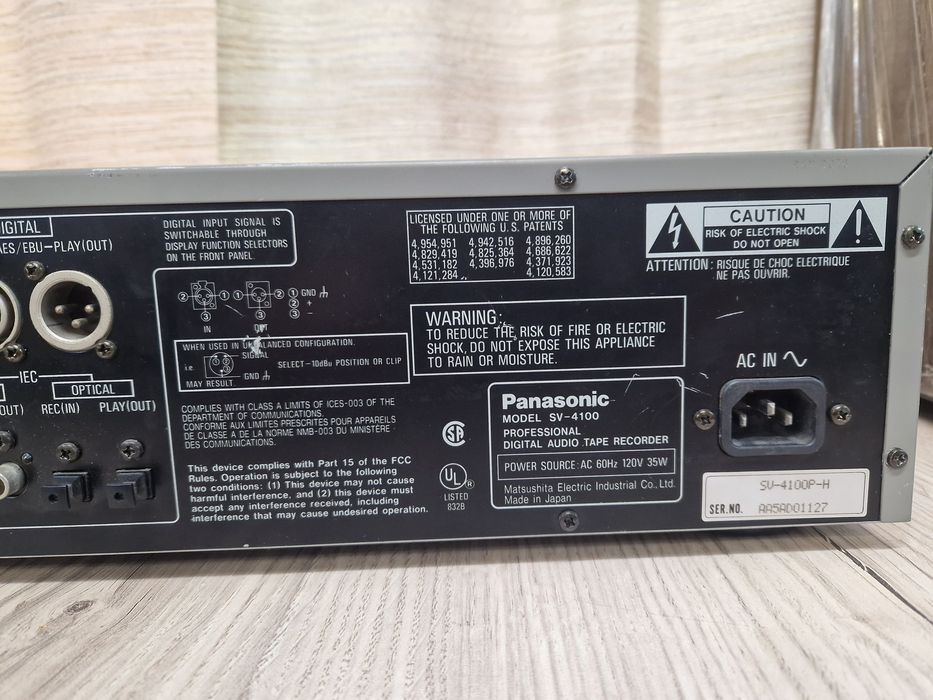 DIGITAL
AES/EBU-PLAY(OUT)
DIGITAL INPUT SIGNAL IS
SWITCHABLE THROUGH
DISPLAY FUNCTION SELECTORS
ON THE FRONT PANEL.
② ① ① ② ① GND
② +
③ ③ ③ –
IN OUT
WHEN USED IN UNBALANCED CONFIGURATION.
SIGNAL
i.e. SELECT -10dBu POSITION OR CLIP
GND
MAY RESULT.
IEC
OPTICAL
(OUT) REC(IN) PLAY(OUT)
COMPLIES WITH CLASS A LIMITS OF ICES-003 OF THE
DEPARTMENT OF COMMUNICATIONS.
CONFORME AUX LIMITES PRESCRITES POUR APPAREILS
DE CLASSE A DE LA NORME NMB-003 DU MINISTERE
DES COMMUNICATIONS.
This device complies with Part 15 of the FCC
Rules. Operation is subject to the following
two conditions: (1) This device may not cause
harmful interference, and (2) this device must
accept any interference received, including
interference that may cause undesired operation.
LICENSED UNDER ONE OR MORE OF
THE FOLLOWING U.S. PATENTS
4,954,951 4,942,516 4,896,260
4,829,419 4,825,364 4,686,622
4,531,182 4,396,976 4,371,923
4,121,284 4,120,583
WARNING:
TO REDUCE THE RISK OF FIRE OR ELECTRIC
SHOCK, DO NOT EXPOSE THIS APPLIANCE
TO RAIN OR MOISTURE.
SA
UL ®
LISTED
832B
Panasonic
MODEL SV-4100
PROFESSIONAL
DIGITAL AUDIO TAPE RECORDER
POWER SOURCE: AC 60Hz 120V 35W
Matsushita Electric Industrial Co., Ltd.
Made in Japan
CAUTION
RISK OF ELECTRIC SHOCK
DO NOT OPEN
ATTENTION: RISQUE DE CHOC ELECTRIQUE
NE PAS OUVRIR.
AC IN ∿
SV-4100P-H
SER.NO. AA5AD01127